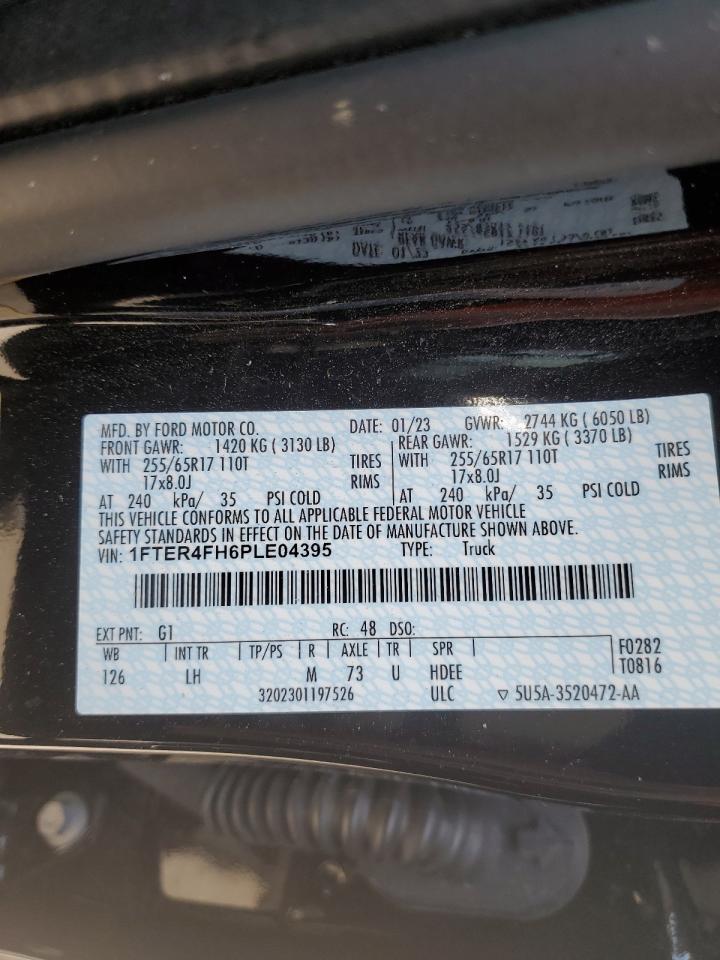 MFD. BY FORD MOTOR CO. DATE: 01/23 GVWR: 2744 KG ( 6050 LB)
FRONT GAWR: 1420 KG ( 3130 LB) REAR GAWR: 1529 KG ( 3370 LB)
WITH 255/65R17 110T TIRES WITH 255/65R17 110T TIRES
17x8.0J RIMS 17x8.0J RIMS
AT 240 kPa/ 35 PSI COLD AT 240 kPa/ 35 PSI COLD
THIS VEHICLE CONFORMS TO ALL APPLICABLE FEDERAL MOTOR VEHICLE
SAFETY STANDARDS IN EFFECT ON THE DATE OF MANUFACTURE SHOWN ABOVE.
VIN: 1FTER4FH6PLE04395 TYPE: Truck
EXT PNT: G1 RC: 48 DSO:
WB INT TR TP/PS R AXLE TR SPR F0282
126 LH M 73 U HDEE T0816
3202301197526 ULC ▽ 5U5A-3520472-AA